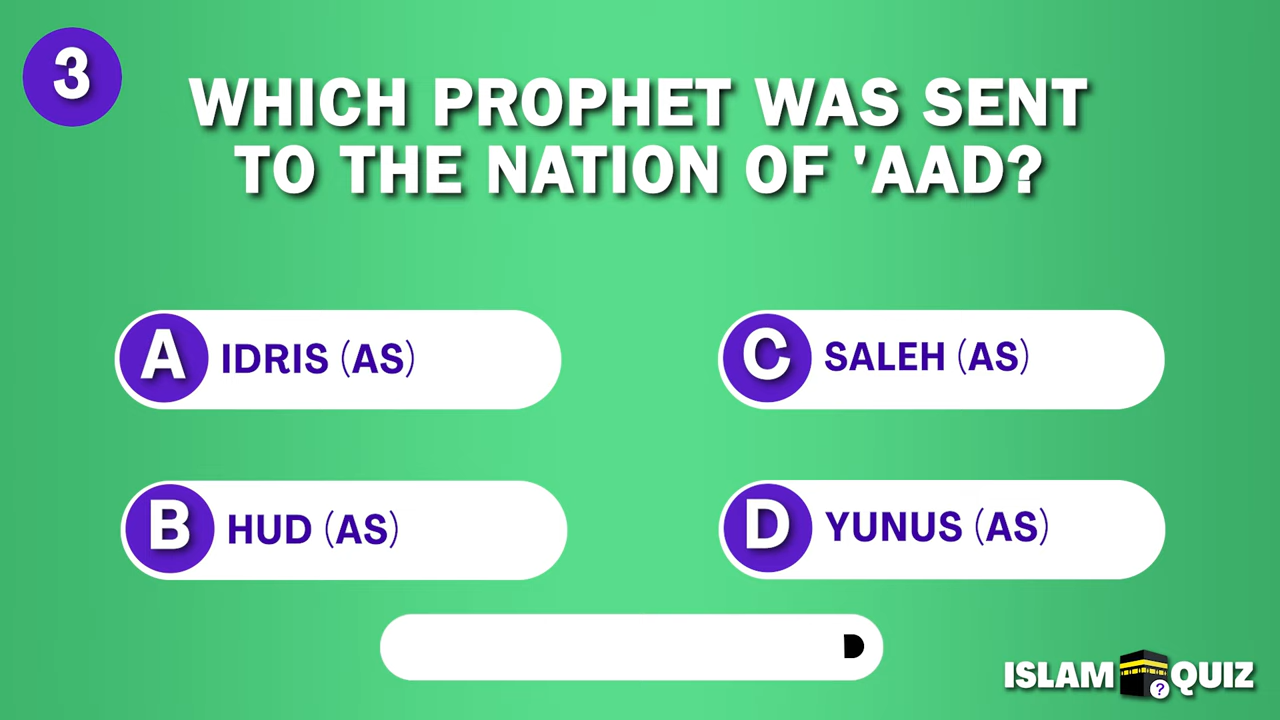 3
WHICH PROPHET WAS SENT
TO THE NATION OF 'AAD?
A IDRIS (AS)
B HUD (AS)
C SALEH (AS)
D YUNUS (AS)
ISLAM ? QUIZ